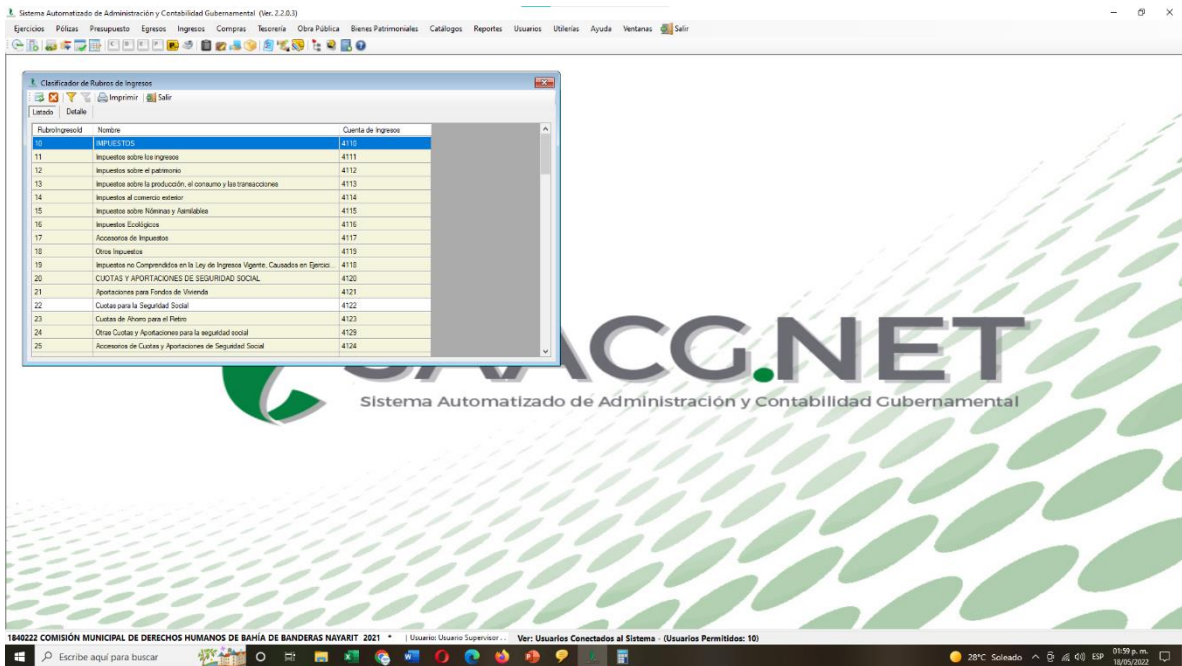 Sistema Automatizado de Administración y Contabilidad Gubernamental (Ver. 2.2.0.3)
Ejercicios Pólizas Presupuesto Egresos Ingresos Compras Tesorería Obra Pública Bienes Patrimoniales Catálogos Reportes Usuarios Utilerías Ayuda Ventanas Salir
Clasificador de Rubros de Ingresos
Imprimir Salir
Listado Detalle
RubroIngresoId Nombre Cuenta de Ingresos
10 IMPUESTOS 4110
11 Impuestos sobre los ingresos 4111
12 Impuestos sobre el patrimonio 4112
13 Impuestos sobre la producción, el consumo y las transacciones 4113
14 Impuestos al comercio exterior 4114
15 Impuestos sobre Nóminas y Asimilables 4115
16 Impuestos Ecológicos 4116
17 Accesorios de Impuestos 4117
18 Otros Impuestos 4119
19 Impuestos no Comprendidos en la Ley de Ingresos Vigente, Causados en Ejercici... 4118
20 CUOTAS Y APORTACIONES DE SEGURIDAD SOCIAL 4120
21 Aportaciones para Fondos de Vivienda 4121
22 Cuotas para la Seguridad Social 4122
23 Cuotas de Ahorro para el Retiro 4123
24 Otras Cuotas y Aportaciones para la seguridad social 4129
25 Accesorios de Cuotas y Aportaciones de Seguridad Social 4124
SAACG.NET
Sistema Automatizado de Administración y Contabilidad Gubernamental
1840222 COMISIÓN MUNICIPAL DE DERECHOS HUMANOS DE BAHÍA DE BANDERAS NAYARIT 2021 * | Usuario: Usuario Supervisor . . Ver: Usuarios Conectados al Sistema - (Usuarios Permitidos: 10)
Escribe aquí para buscar 28°C Soleado ESP 01:59 p. m.
18/05/2022